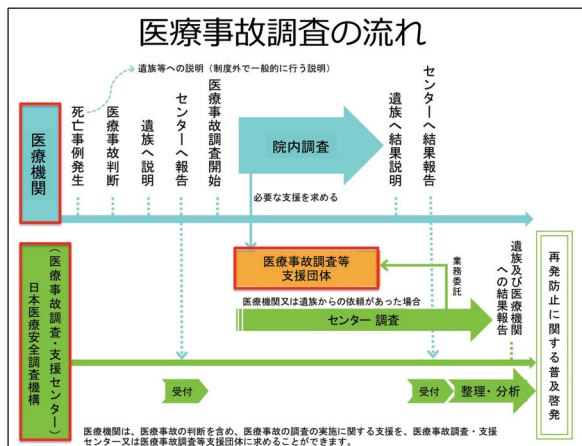 医療事故調査の流れ
遺族等への説明（制度外で一般的に行う説明）
医療機関
死亡事例発生
医療事故判断
遺族へ説明
センターへ報告
医療事故調査開始
院内調査
遺族へ結果説明
センターへ結果報告
必要な支援を求める
日本医療安全調査機構
（医療事故調査・支援センター）
医療事故調査等
支援団体
業務委託
医療機関又は遺族からの依頼があった場合
センター 調査
遺族及び医療機関
への結果報告
再発防止に関する普及啓発
受付
受付
整理・分析
医療機関は、医療事故の判断を含め、医療事故の調査の実施に関する支援を、医療事故調査・支援
センター又は医療事故調査等支援団体に求めることができます。